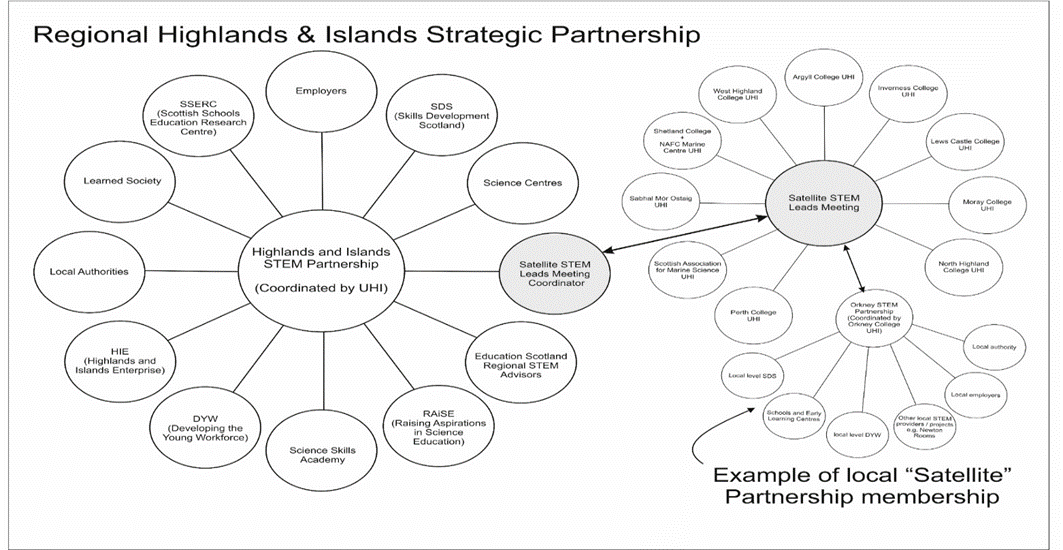 Regional Highlands & Islands Strategic Partnership
Employers
SSERC
(Scottish Schools
Education Research
Centre)
SDS
(Skills Development
Scotland)
Learned Society
Science Centres
Highlands and Islands
STEM Partnership
(Coordinated by UHI)
Local Authorities
Satellite STEM
Leads Meeting
Coordinator
HIE
(Highlands and
Islands Enterprise)
Education Scotland
Regional STEM
Advisors
DYW
(Developing the
Young Workforce)
RAiSE
(Raising Aspirations
in Science
Education)
Science Skills
Academy
Argyll College UHI
West Highland
College UHI
Inverness College
UHI
Shetland College
+
NAFC Marine
Centre UHI
Lews Castle College
UHI
Sabhal Mór Ostaig
UHI
Satellite STEM
Leads Meeting
Moray College
UHI
Scottish Association
for Marine Science
UHI
North Highland
College UHI
Perth College
UHI
Orkney STEM
Partnership
(Coordinated by
Orkney College
UHI)
Local authority
Local level SDS
Local employers
Schools and Early
Learning Centres
Other local STEM
providers / projects
e.g. Newton
Rooms
local level DYW
Example of local “Satellite”
Partnership membership